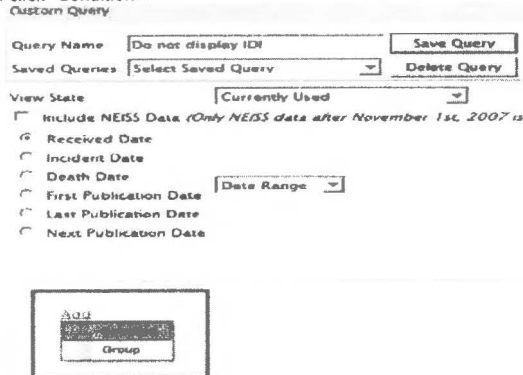 Custom Query
Query Name Do not display IDI Save Query
Saved Queries Select Saved Query Delete Query
View State Currently Used
Include NEISS Data (Only NEISS data after November 1st, 2007 is
Received Date
Incident Date
Death Date
Date Range
First Publication Date
Last Publication Date
Next Publication Date
Add
Group